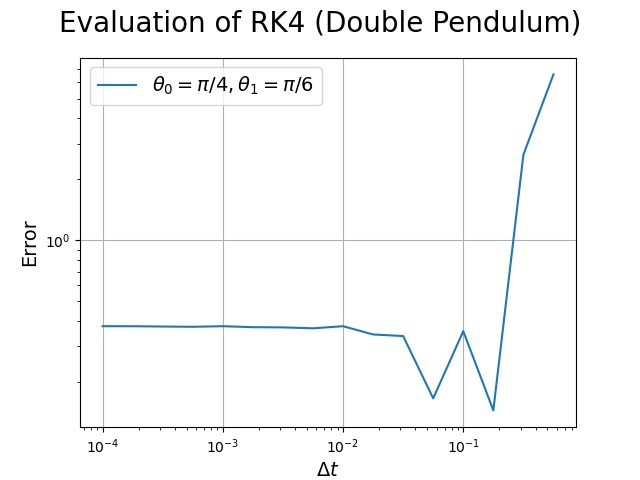 Evaluation of RK4 (Double Pendulum)
θ₀ = π/4, θ₁ = π/6
Error
10⁰
10⁻⁴ 10⁻³ 10⁻² 10⁻¹
Δt